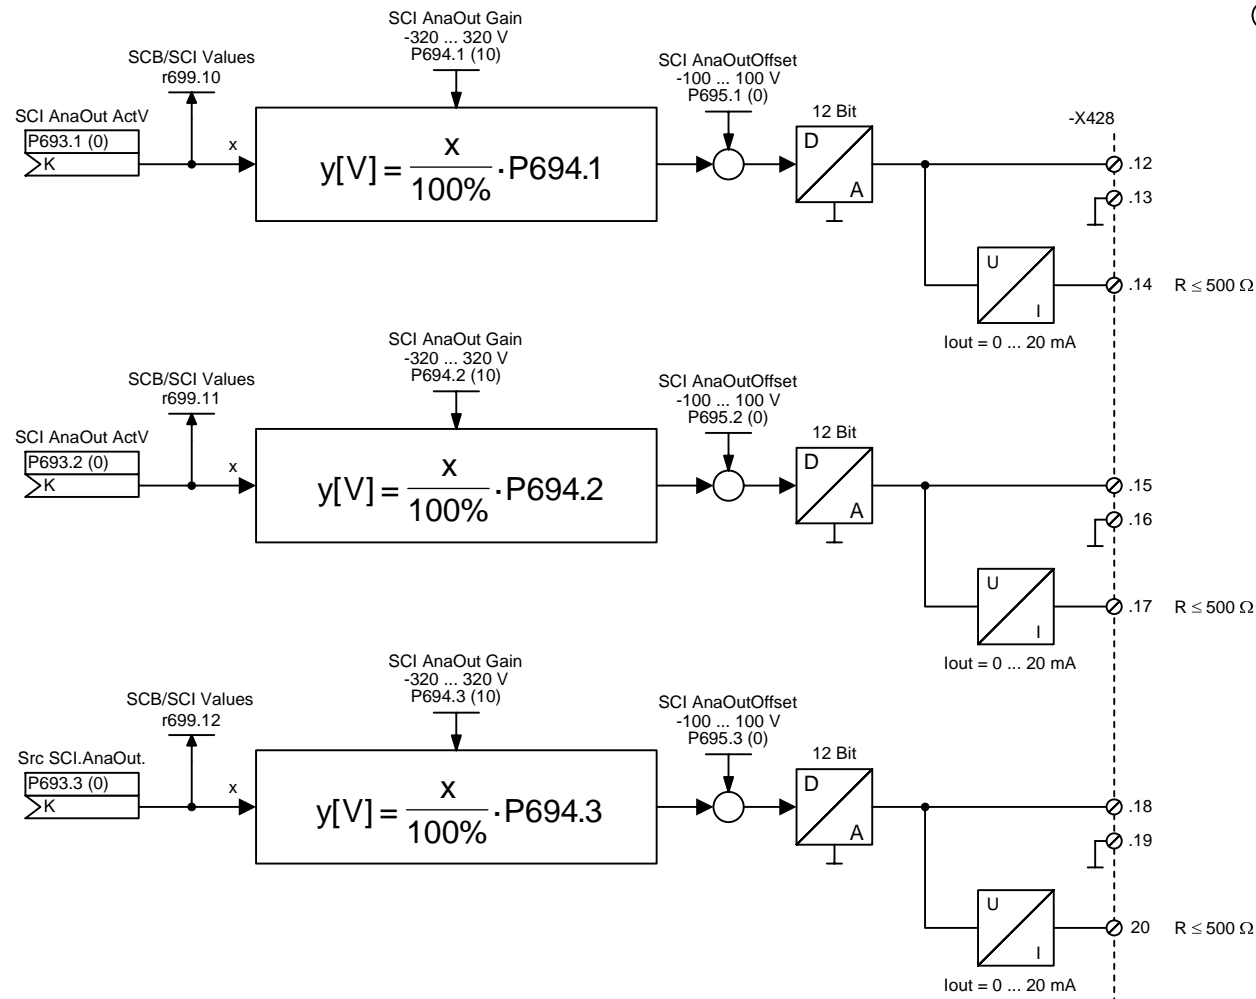 SCI AnaOut Gain
-320 ... 320 V
P694.1 (10)
SCB/SCI Values
r699.10
SCI AnaOutOffset
-100 ... 100 V
P695.1 (0)
SCI AnaOut ActV
P693.1 (0)
K
x
y[V] = x/100% · P694.1
12 Bit
D
A
-X428
.12
.13
U
I
.14 R ≤ 500 Ω
Iout = 0 ... 20 mA
SCI AnaOut Gain
-320 ... 320 V
P694.2 (10)
SCB/SCI Values
r699.11
SCI AnaOutOffset
-100 ... 100 V
P695.2 (0)
SCI AnaOut ActV
P693.2 (0)
K
x
y[V] = x/100% · P694.2
12 Bit
D
A
.15
.16
U
I
.17 R ≤ 500 Ω
Iout = 0 ... 20 mA
SCI AnaOut Gain
-320 ... 320 V
P694.3 (10)
SCB/SCI Values
r699.12
SCI AnaOutOffset
-100 ... 100 V
P695.3 (0)
Src SCI.AnaOut.
P693.3 (0)
K
x
y[V] = x/100% · P694.3
12 Bit
D
A
.18
.19
U
I
20 R ≤ 500 Ω
Iout = 0 ... 20 mA